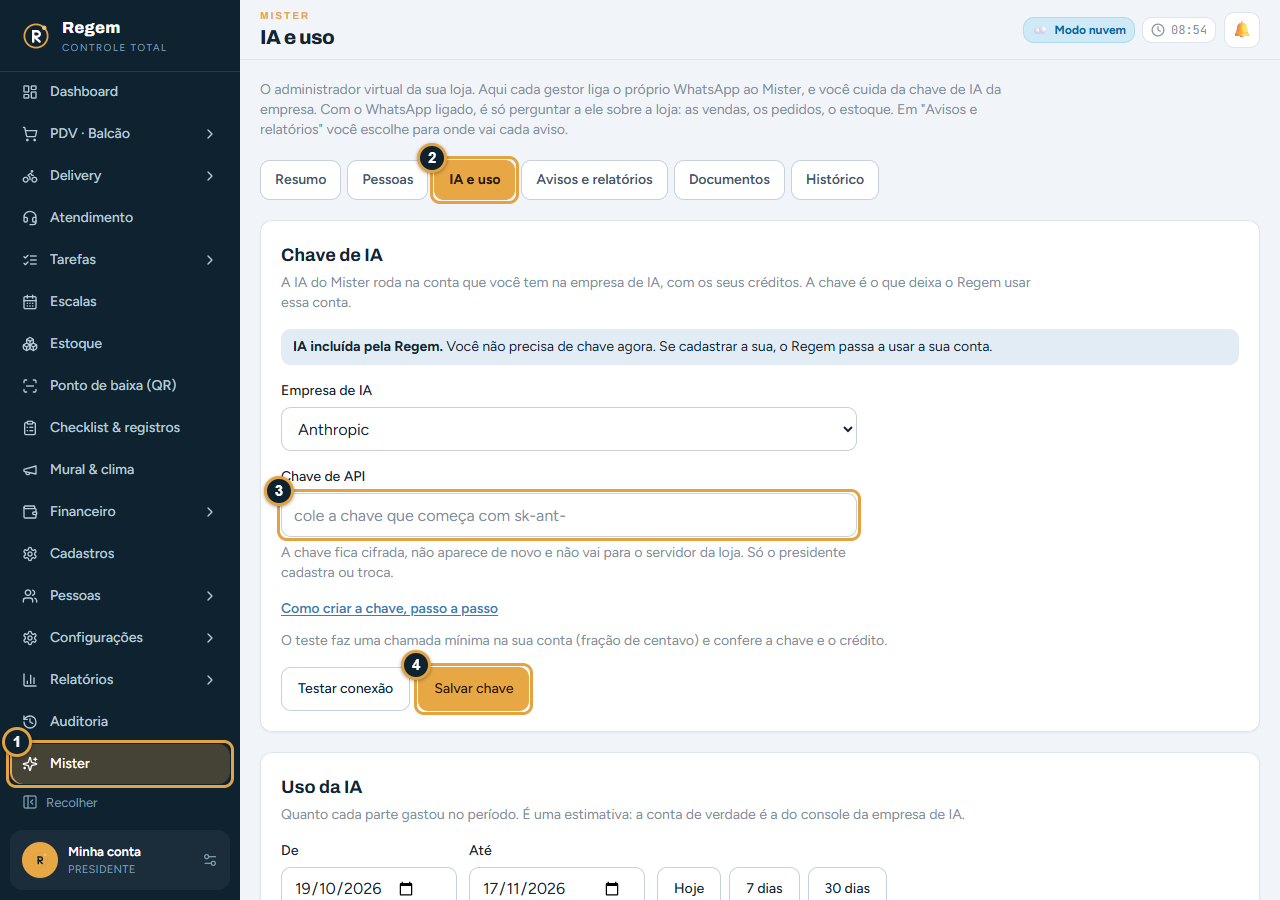 Regem
CONTROLE TOTAL
Dashboard
PDV · Balcão
Delivery
Atendimento
Tarefas
Escalas
Estoque
Ponto de baixa (QR)
Checklist & registros
Mural & clima
Financeiro
Cadastros
Pessoas
Configurações
Relatórios
Auditoria
1
Mister
Recolher
R
Minha conta
PRESIDENTE
MISTER
IA e uso
Modo nuvem
08:54
O administrador virtual da sua loja. Aqui cada gestor liga o próprio WhatsApp ao Mister, e você cuida da chave de IA da
empresa. Com o WhatsApp ligado, é só perguntar a ele sobre a loja: as vendas, os pedidos, o estoque. Em "Avisos e
relatórios" você escolhe para onde vai cada aviso.
2
Resumo Pessoas IA e uso Avisos e relatórios Documentos Histórico
Chave de IA
A IA do Mister roda na conta que você tem na empresa de IA, com os seus créditos. A chave é o que deixa o Regem usar
essa conta.
IA incluída pela Regem. Você não precisa de chave agora. Se cadastrar a sua, o Regem passa a usar a sua conta.
Empresa de IA
Anthropic
Chave de API
3
cole a chave que começa com sk-ant-
A chave fica cifrada, não aparece de novo e não vai para o servidor da loja. Só o presidente
cadastra ou troca.
Como criar a chave, passo a passo
O teste faz uma chamada mínima na sua conta (fração de centavo) e confere a chave e o crédito.
4
Testar conexão Salvar chave
Uso da IA
Quanto cada parte gastou no período. É uma estimativa: a conta de verdade é a do console da empresa de IA.
De Até
19/10/2026 17/11/2026 Hoje 7 dias 30 dias